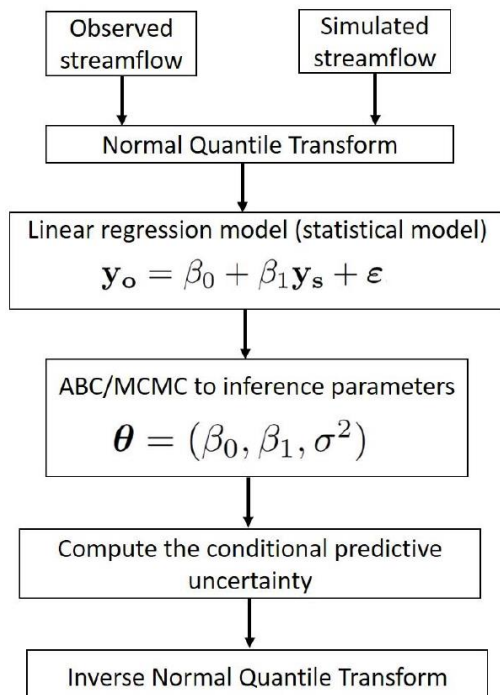 Observed
streamflow
Simulated
streamflow
Normal Quantile Transform
Linear regression model (statistical model)
𝐲ₒ = β₀ + β₁𝐲ₛ + ε
ABC/MCMC to inference parameters
θ = (β₀, β₁, σ²)
Compute the conditional predictive
uncertainty
Inverse Normal Quantile Transform